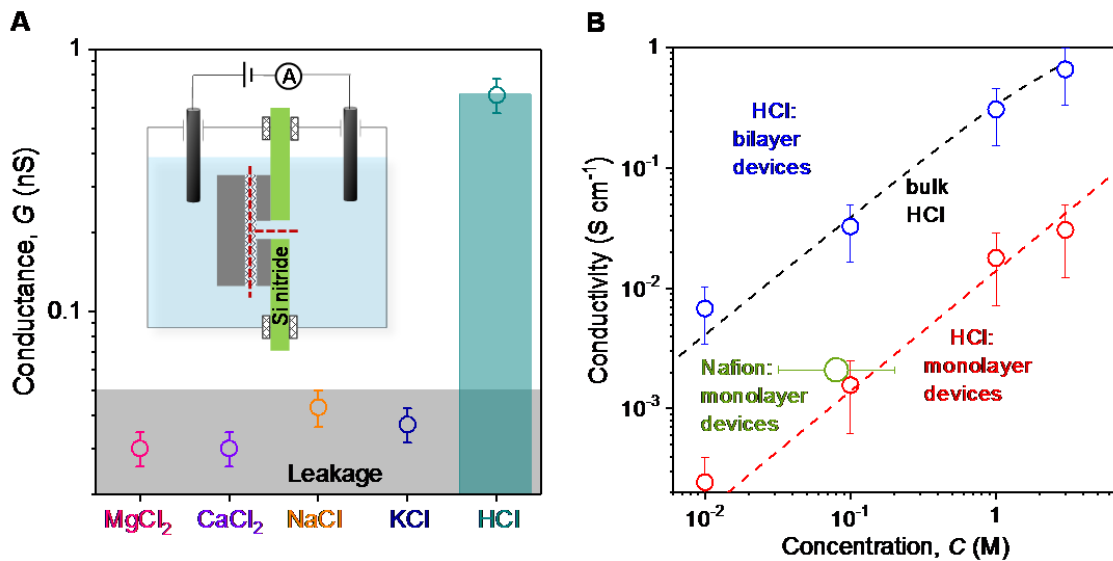 A
Conductance, G (nS)
1
0.1
A
Si nitride
Leakage
MgCl₂
CaCl₂
NaCl
KCl
HCl
B
Conductivity (S cm⁻¹)
1
10⁻¹
10⁻²
10⁻³
HCl:
bilayer
devices
bulk
HCl
Nafion:
monolayer
devices
HCl:
monolayer
devices
10⁻²
10⁻¹
1
Concentration, C (M)